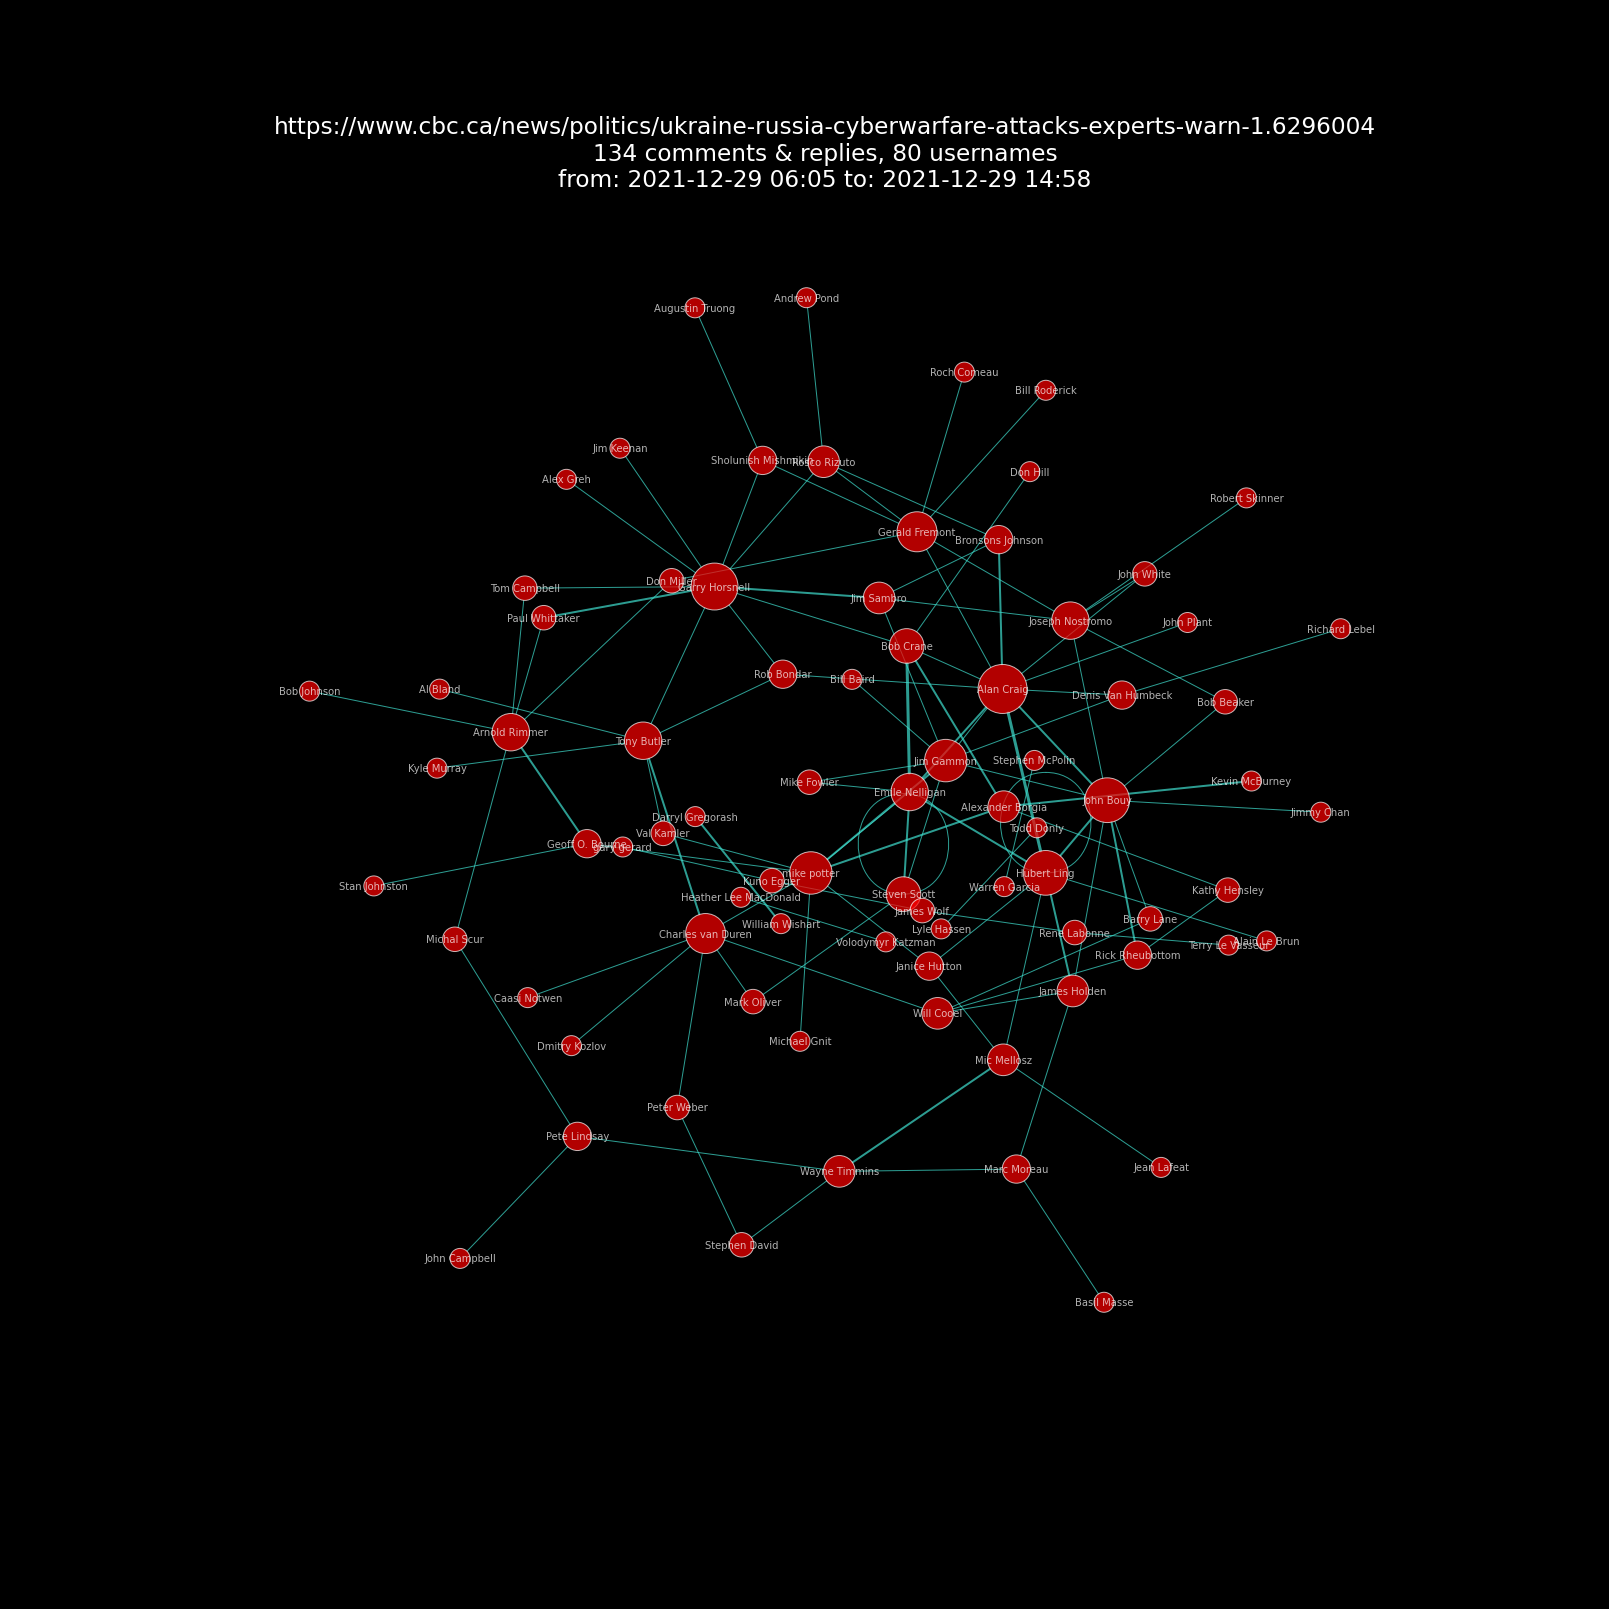 https://www.cbc.ca/news/politics/ukraine-russia-cyberwarfare-attacks-experts-warn-1.6296004
134 comments & replies, 80 usernames
from: 2021-12-29 06:05 to: 2021-12-29 14:58
Andrew Pond
Augustin Truong
Roch Comeau
Bill Roderick
Jim Keenan
Sholunish
Rosco Rizuto
Don Hill
Alex Greh
Robert Skinner
Gerald Fremont
Bronsons Johnson
John White
Don Miller
Garry Horsnell
Tom Campbell
Jim Sambro
Paul Whittaker
Joseph Nostromo
John Plant
Richard Lebel
Bob Crane
Rob Bondar
Bill Baird
Alan Craig
Al Bland
Bob Johnson
Denis Van Humbeck
Bob Beaker
Arnold Rimmer
Tony Butler
Stephen McPolin
Jim Gammon
Kyle Murray
Mike Fowler
Kevin McBurney
Emile Nelligan
John Bouy
Alexander Borgia
Jimmy Chan
Darryl Gregorash
Todd Donly
Val Kamler
Geoff O. Bourne
gary gerard
mike potter
Hubert Ling
Kuno Egger
Stan Johnston
Warren Garcia
Kathy Hensley
Steven Scott
Heather Lee MacDonald
James Wolf
Barry Lane
William Wishart
Lyle Hassen
Rene Labonne
Charles van Duren
Michal Scur
Volodymyr Katzman
Terry Le Vasseur
Alain Le Brun
Rick Rheubottom
Janice Hutton
James Holden
Caasi Notwen
Mark Oliver
Will Cooel
Michael Gnit
Dmitry Kozlov
Mic Mellosz
Peter Weber
Pete Lindsay
Jean Lafeat
Marc Moreau
Wayne Timmins
Stephen David
John Campbell
Basil Masse